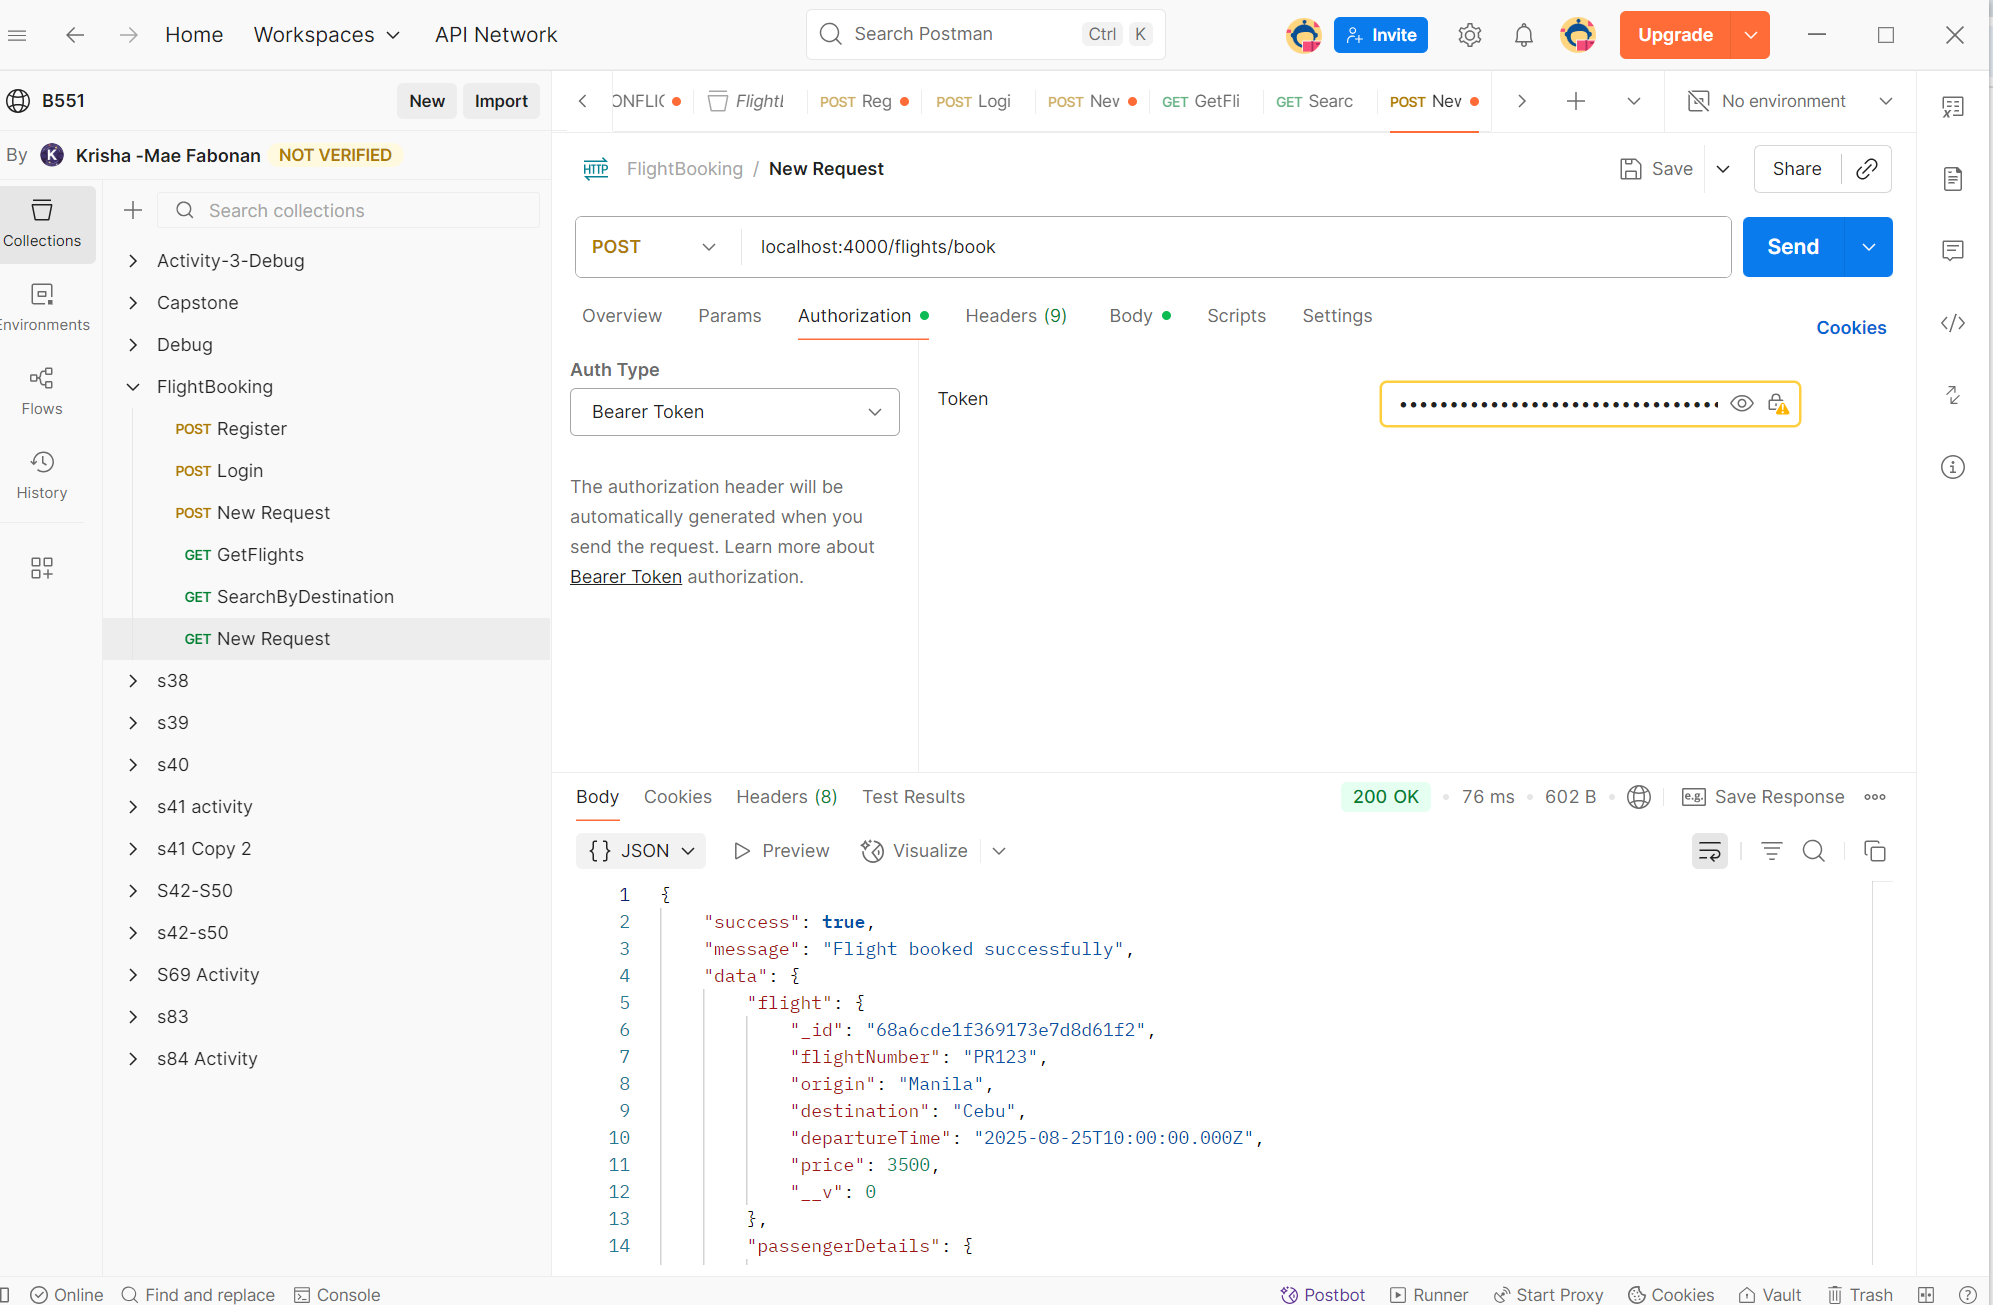 Home
Workspaces
API Network
Search Postman
Ctrl K
Invite
Upgrade
B551
New
Import
By K Krisha -Mae Fabonan NOT VERIFIED
Collections
Environments
Flows
History
Search collections
Activity-3-Debug
Capstone
Debug
FlightBooking
POST Register
POST Login
POST New Request
GET GetFlights
GET SearchByDestination
GET New Request
s38
s39
s40
s41 activity
s41 Copy 2
S42-S50
s42-s50
S69 Activity
s83
s84 Activity
ONFLIC
Flight
POST Reg
POST Logi
POST Nev
GET GetFli
GET Searc
POST Nev
No environment
HTTP FlightBooking / New Request
Save
Share
POST
localhost:4000/flights/book
Send
Overview
Params
Authorization
Headers (9)
Body
Scripts
Settings
Cookies
Auth Type
Bearer Token
The authorization header will be
automatically generated when you
send the request. Learn more about
Bearer Token authorization.
Token
Body
Cookies
Headers (8)
Test Results
200 OK
76 ms
602 B
e.g. Save Response
{} JSON
Preview
Visualize
1 {
2 "success": true,
3 "message": "Flight booked successfully",
4 "data": {
5 "flight": {
6 "_id": "68a6cde1f369173e7d8d61f2",
7 "flightNumber": "PR123",
8 "origin": "Manila",
9 "destination": "Cebu",
10 "departureTime": "2025-08-25T10:00:00.000Z",
11 "price": 3500,
12 "__v": 0
13 },
14 "passengerDetails": {
Online
Find and replace
Console
Postbot
Runner
Start Proxy
Cookies
Vault
Trash